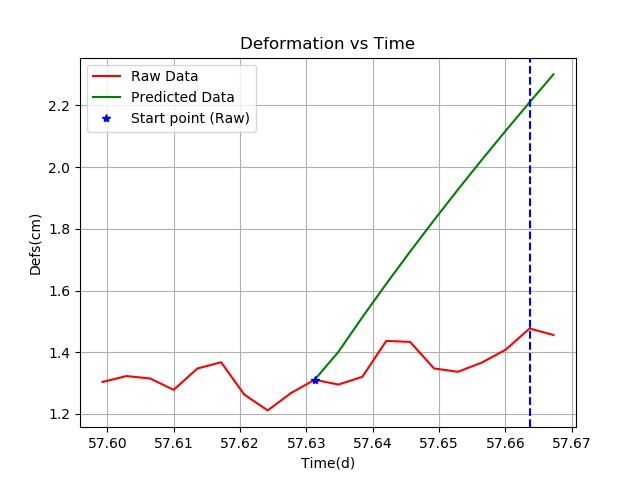 Deformation vs Time
Raw Data
Predicted Data
Start point (Raw)
Defs(cm)
2.2
2.0
1.8
1.6
1.4
1.2
57.60 57.61 57.62 57.63 57.64 57.65 57.66 57.67
Time(d)